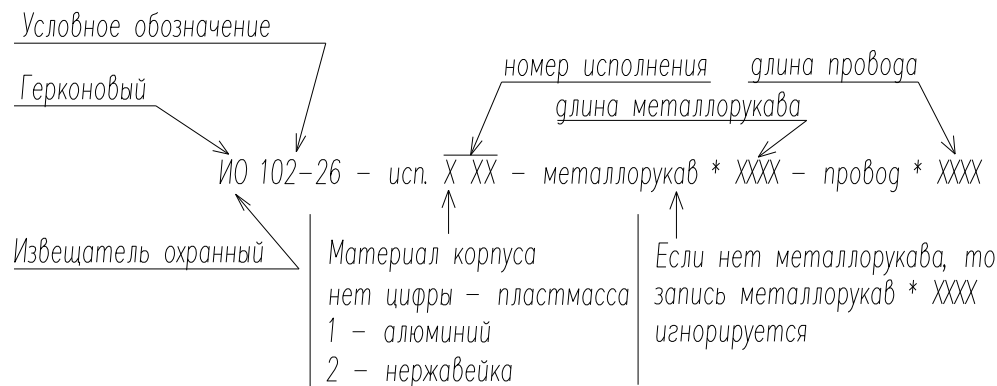 Условное обозначение
Герконовый
номер исполнения
длина провода
длина металлорукава
ИО 102-26 - исп. X XX - металлорукав * XXXX - провод * XXXX
Извещатель охранный
Материал корпуса
нет цифры - пластмасса
1 - алюминий
2 - нержавейка
Если нет металлорукава, то
запись металлорукав * XXXX
игнорируется